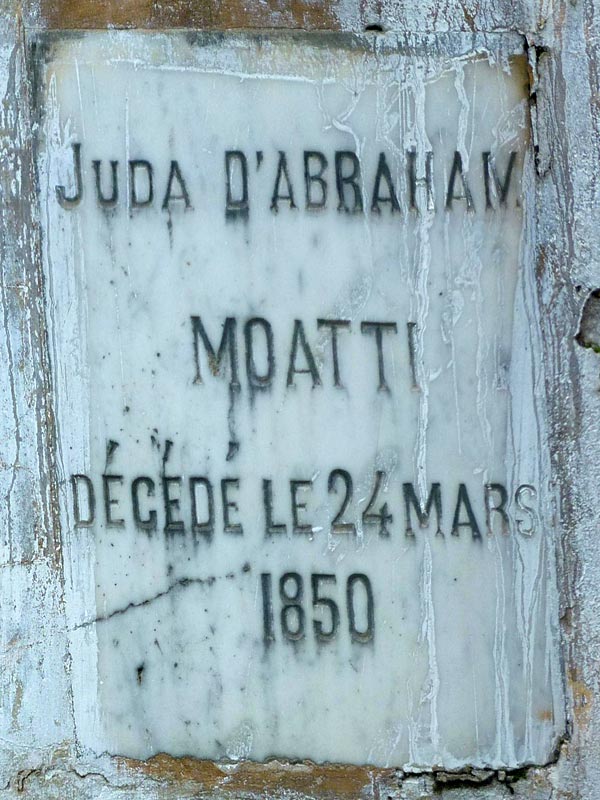 JUDA D'ABRAHAM
MOATTI
DÉCÉDÉ LE 24 MARS
1850